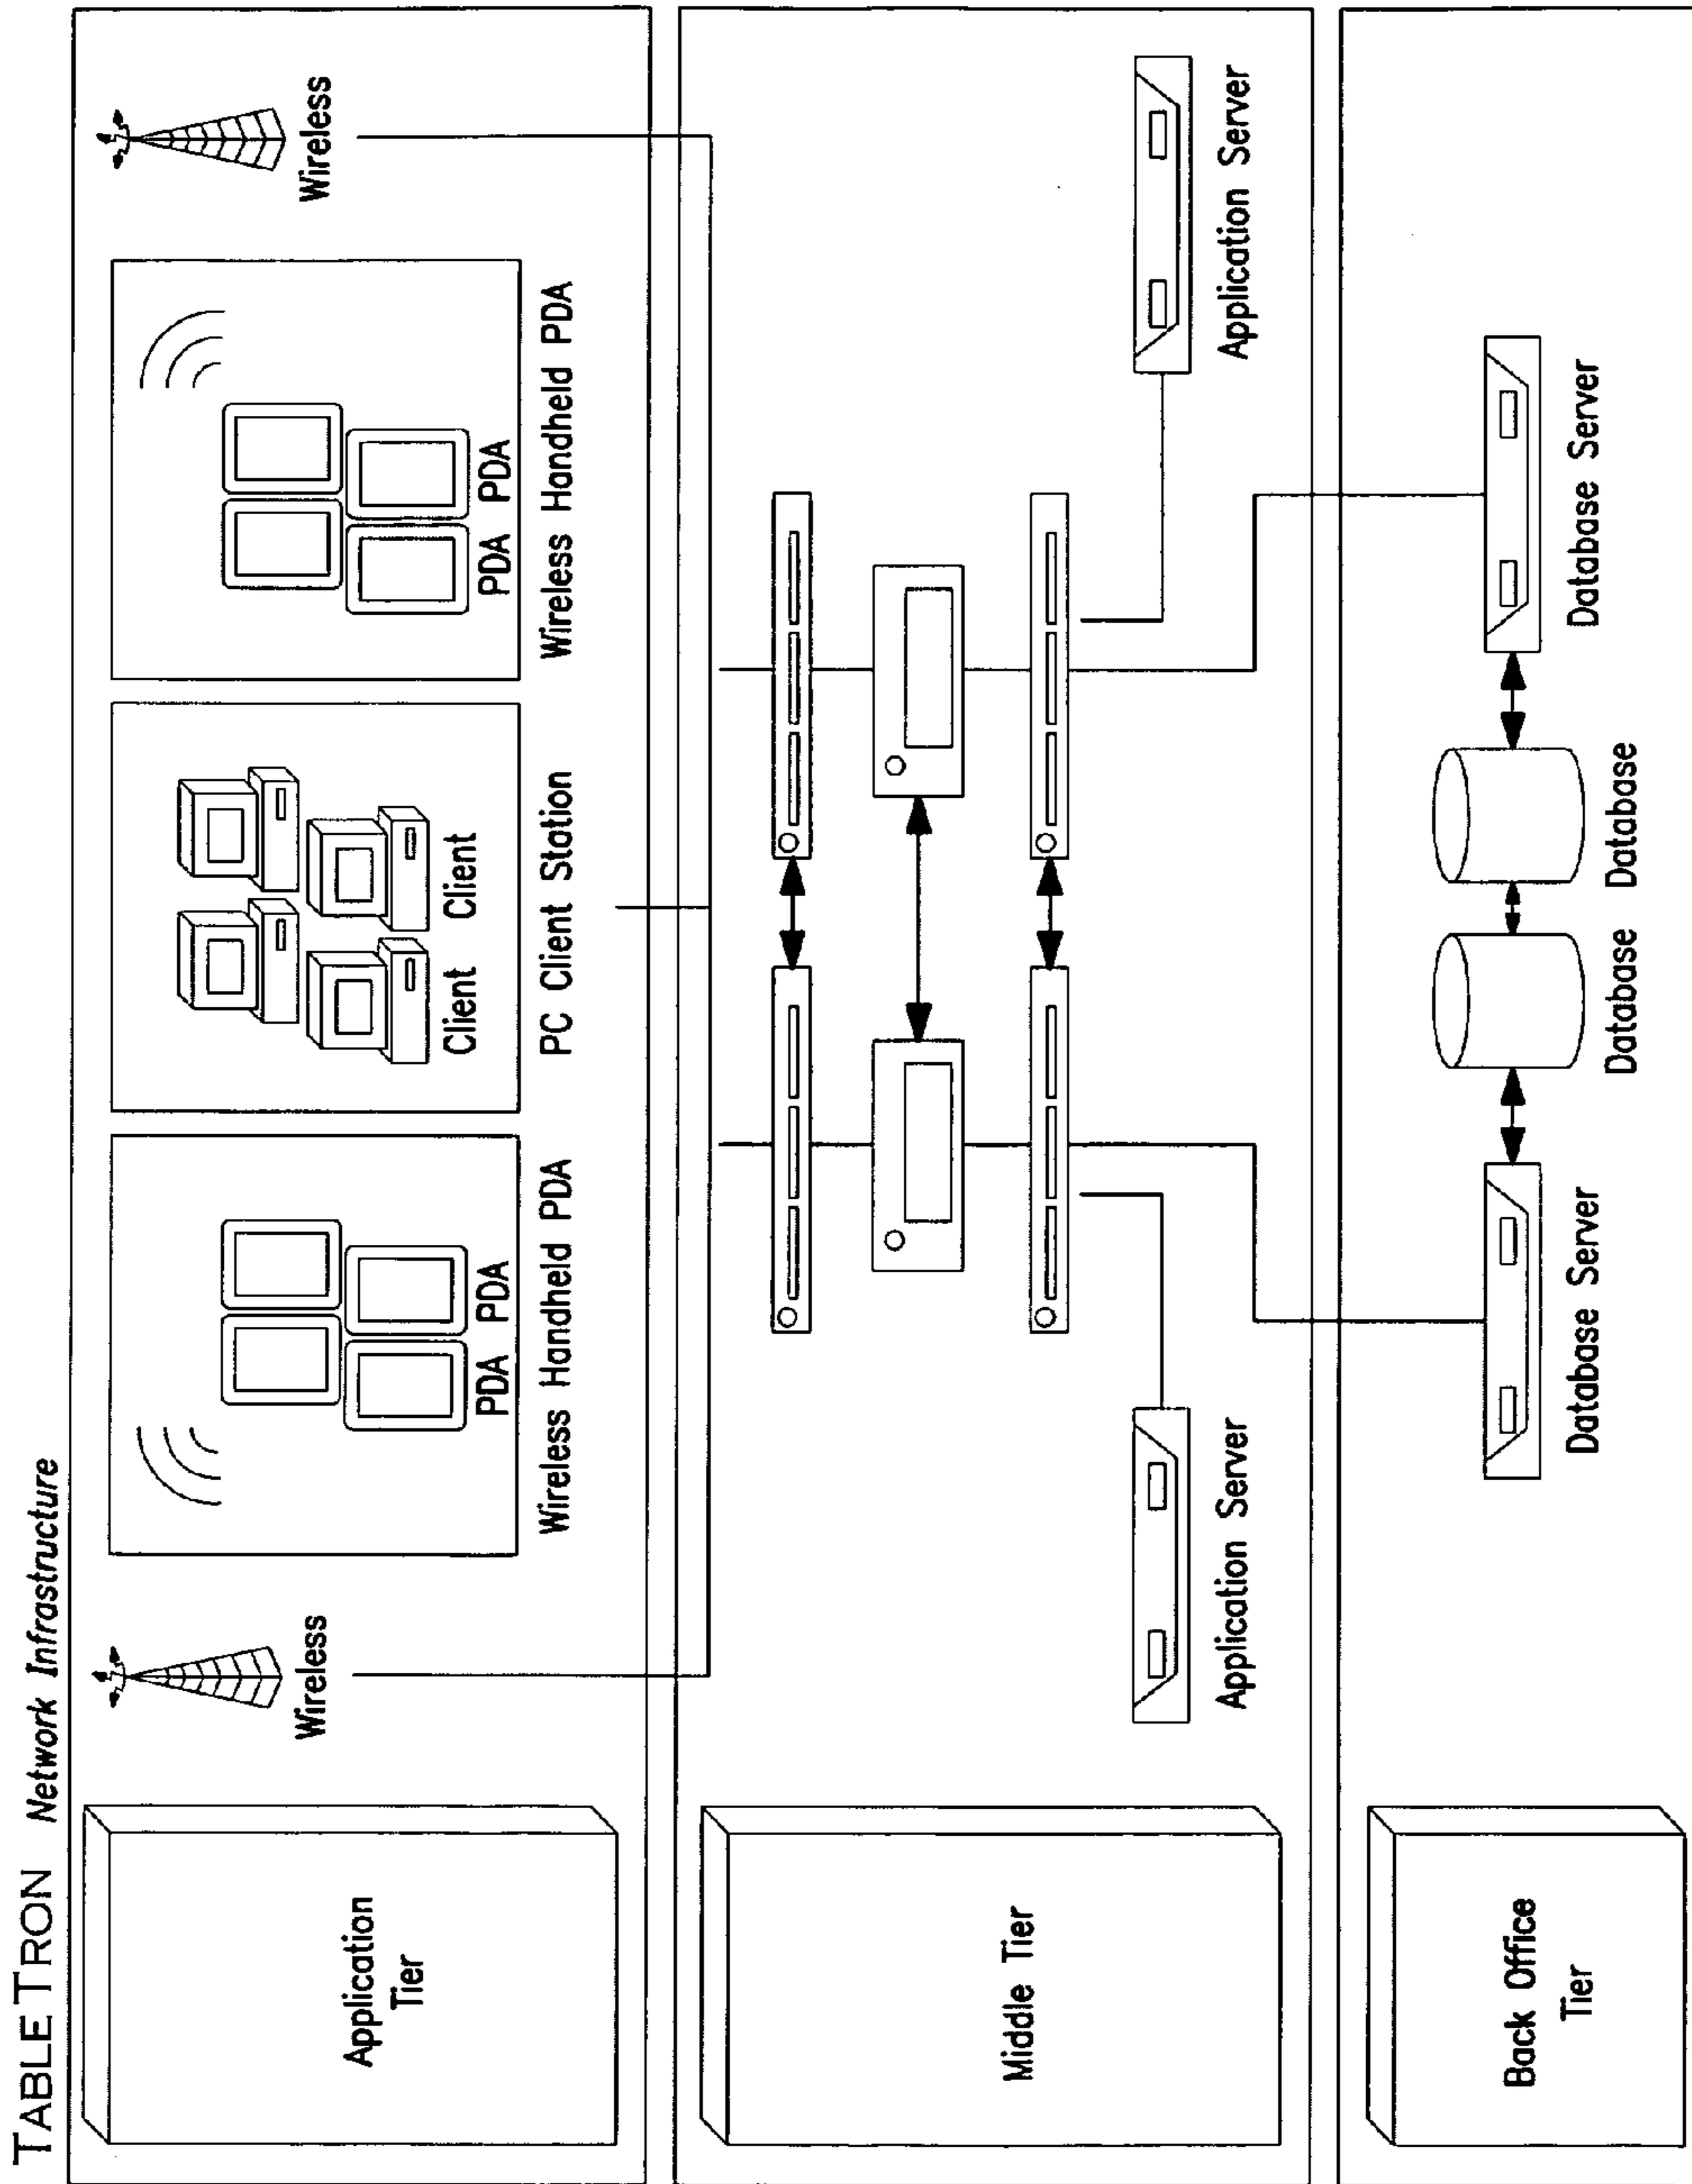 TABLETRON Network Infrastructure
Application
Tier
Wireless
PDA PDA
Wireless Handheld PDA
Client Client
PC Client Station
PDA PDA
Wireless Handheld PDA
Wireless
Middle Tier
Application Server
Application Server
Back Office
Tier
Database Server
Database Database
Database Server